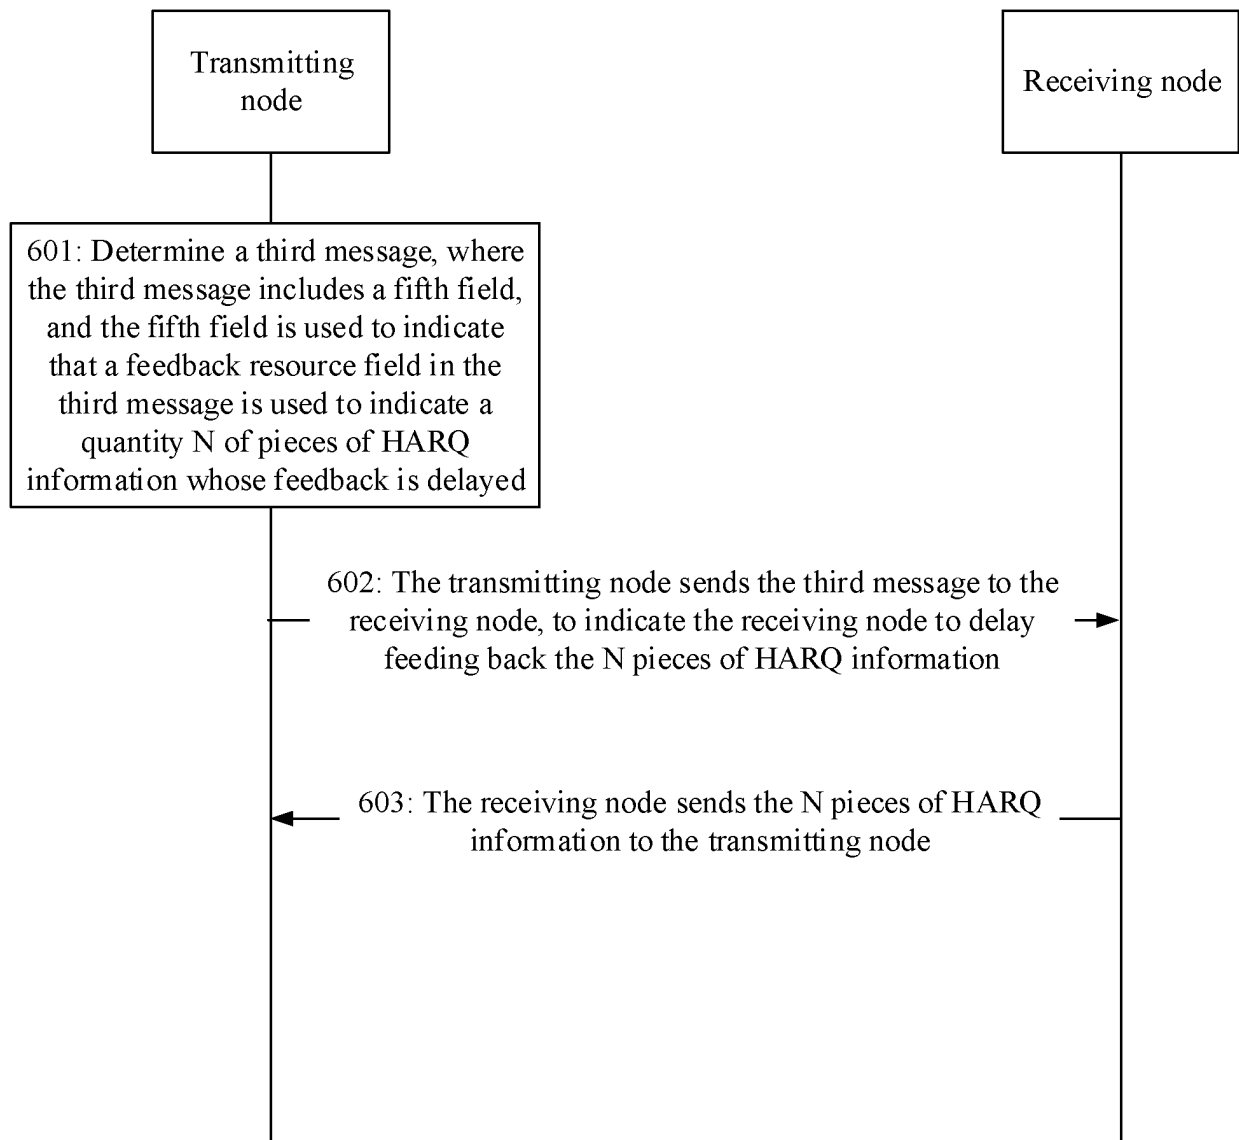 Transmitting
node
Receiving node
601: Determine a third message, where
the third message includes a fifth field,
and the fifth field is used to indicate
that a feedback resource field in the
third message is used to indicate a
quantity N of pieces of HARQ
information whose feedback is delayed
602: The transmitting node sends the third message to the
receiving node, to indicate the receiving node to delay
feeding back the N pieces of HARQ information
603: The receiving node sends the N pieces of HARQ
information to the transmitting node